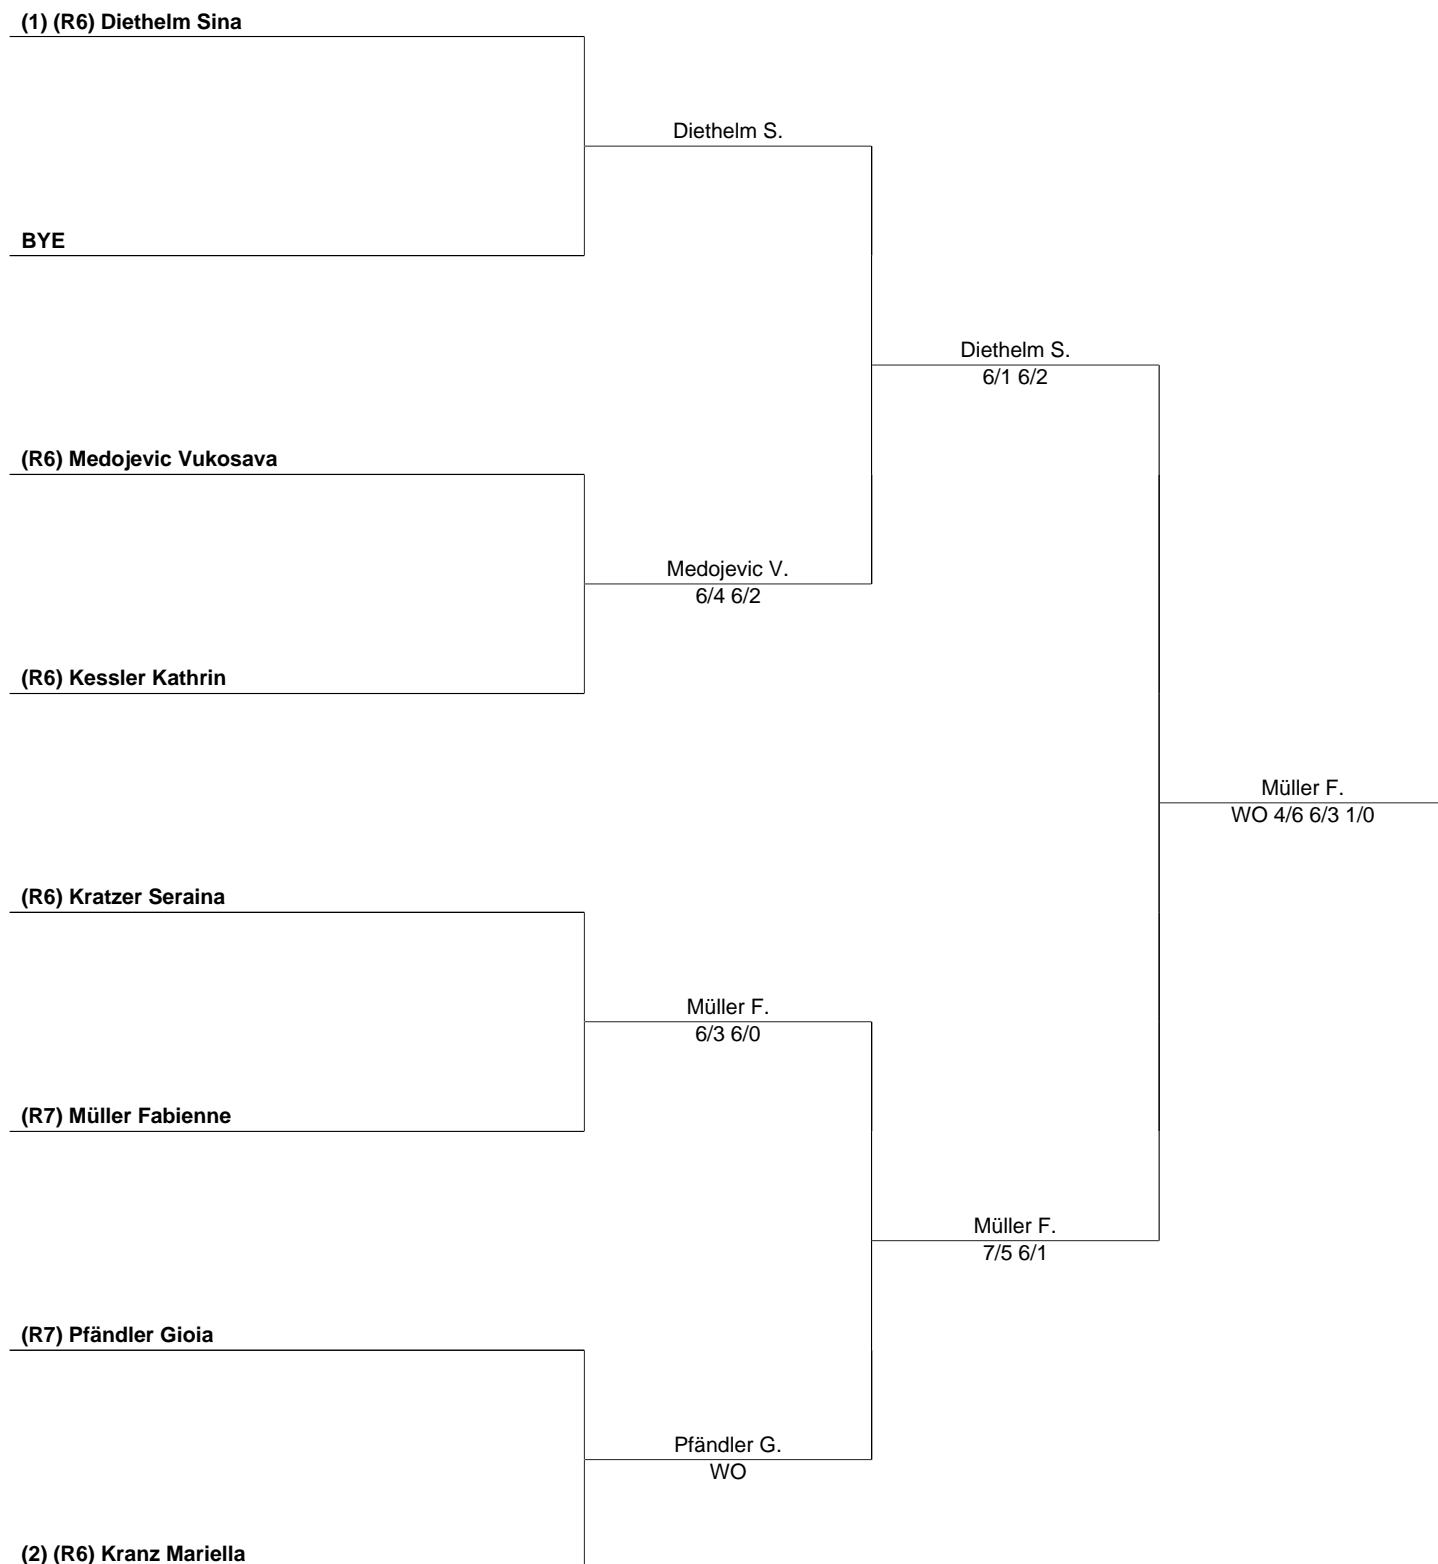 (1) (R6) Diethelm Sina
Diethelm S.
BYE
Diethelm S.
6/1 6/2
(R6) Medojevic Vukosava
Medojevic V.
6/4 6/2
(R6) Kessler Kathrin
Müller F.
WO 4/6 6/3 1/0
(R6) Kratzer Seraina
Müller F.
6/3 6/0
(R7) Müller Fabienne
Müller F.
7/5 6/1
(R7) Pfändler Gioia
Pfändler G.
WO
(2) (R6) Kranz Mariella